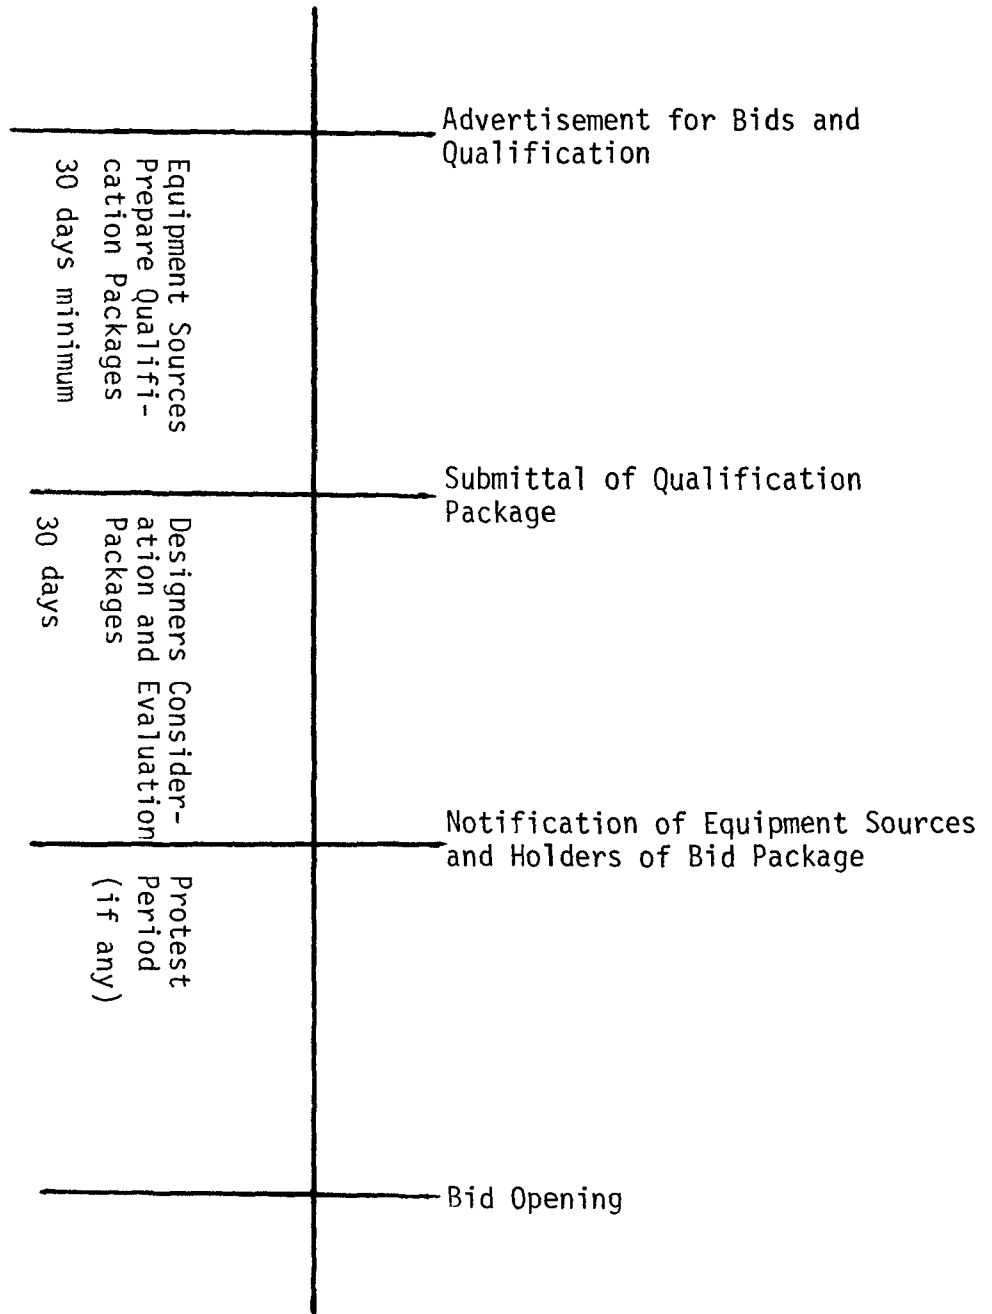 Advertisement for Bids and
Qualification
Equipment Sources
Prepare Qualifi-
cation Packages
30 days minimum
Submittal of Qualification
Package
Designers Consider-
ation and Evaluation
Packages
30 days
Notification of Equipment Sources
and Holders of Bid Package
Protest
Period
(if any)
Bid Opening